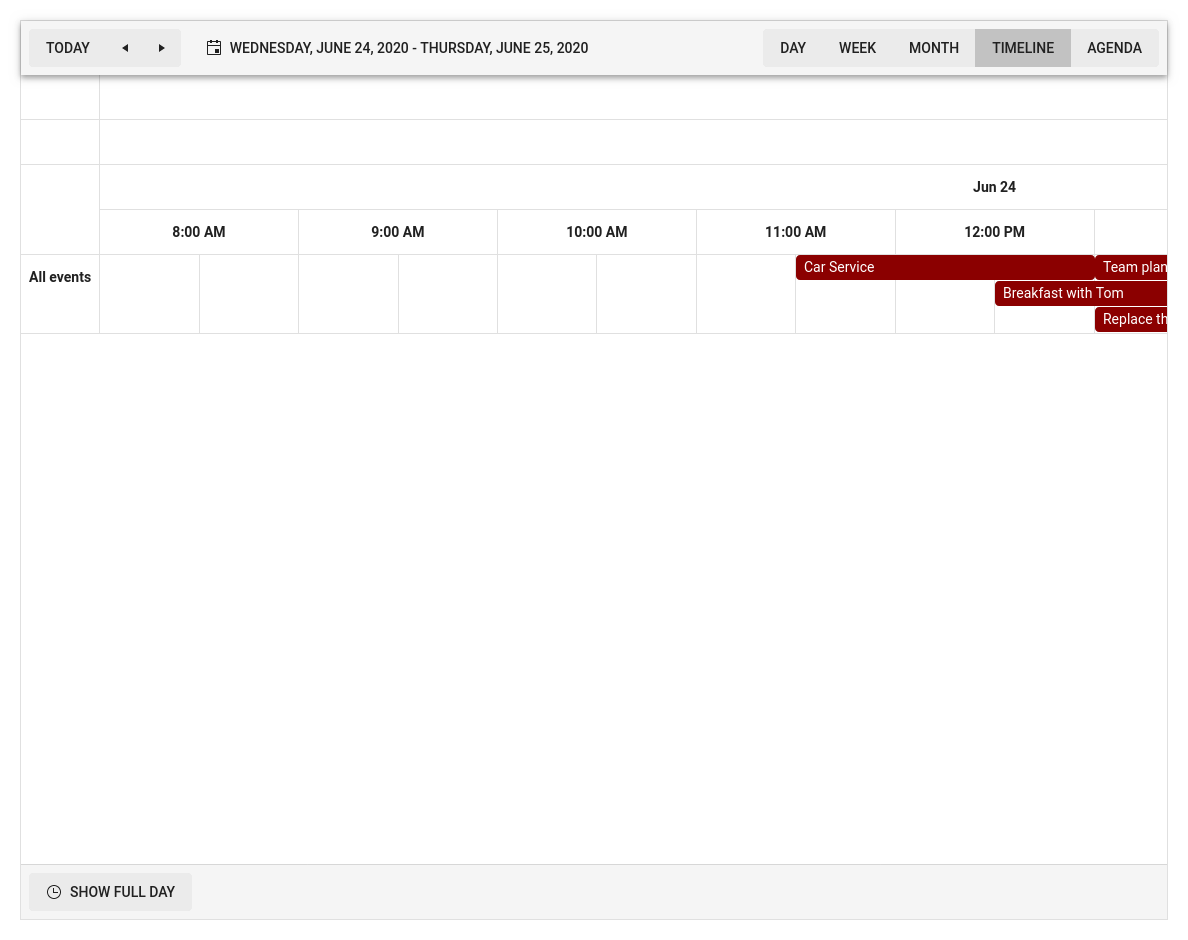 TODAY
WEDNESDAY, JUNE 24, 2020 - THURSDAY, JUNE 25, 2020
DAY WEEK MONTH TIMELINE AGENDA
Jun 24
8:00 AM 9:00 AM 10:00 AM 11:00 AM 12:00 PM
All events
Car Service Team plan
Breakfast with Tom
Replace th
SHOW FULL DAY